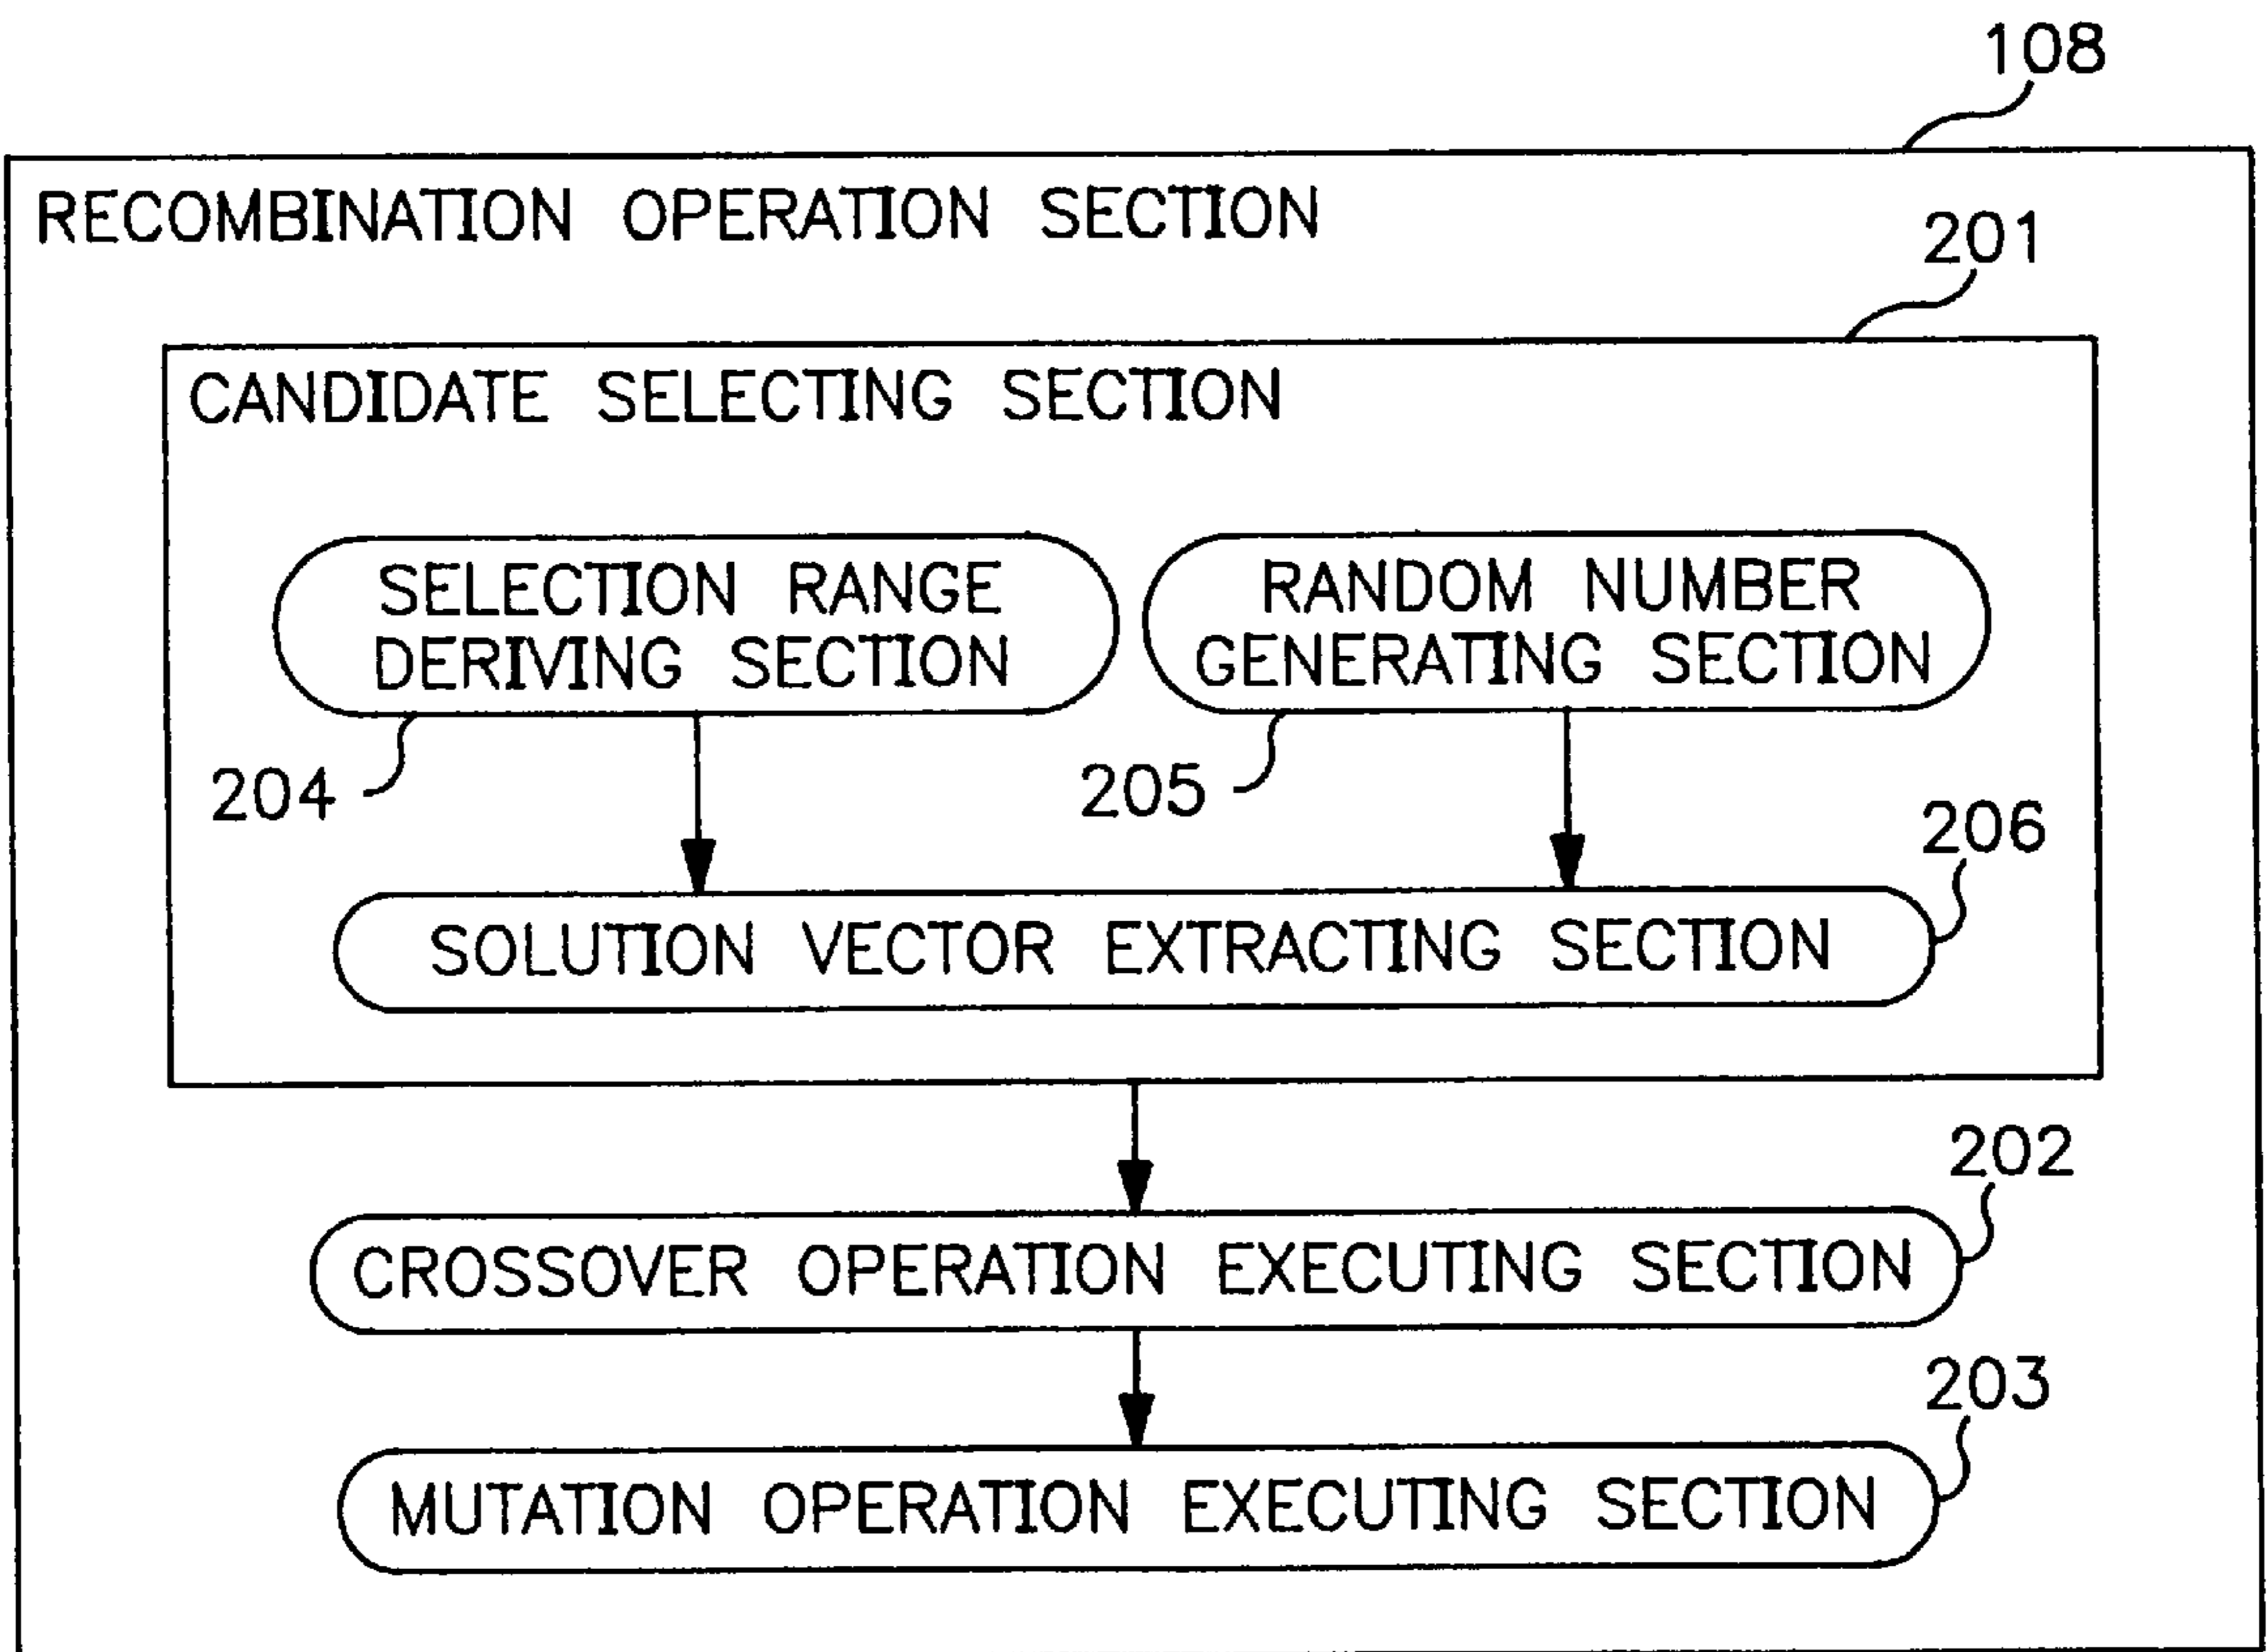 108
RECOMBINATION OPERATION SECTION
201
CANDIDATE SELECTING SECTION
SELECTION RANGE
DERIVING SECTION
RANDOM NUMBER
GENERATING SECTION
204
205
206
SOLUTION VECTOR EXTRACTING SECTION
202
CROSSOVER OPERATION EXECUTING SECTION
203
MUTATION OPERATION EXECUTING SECTION